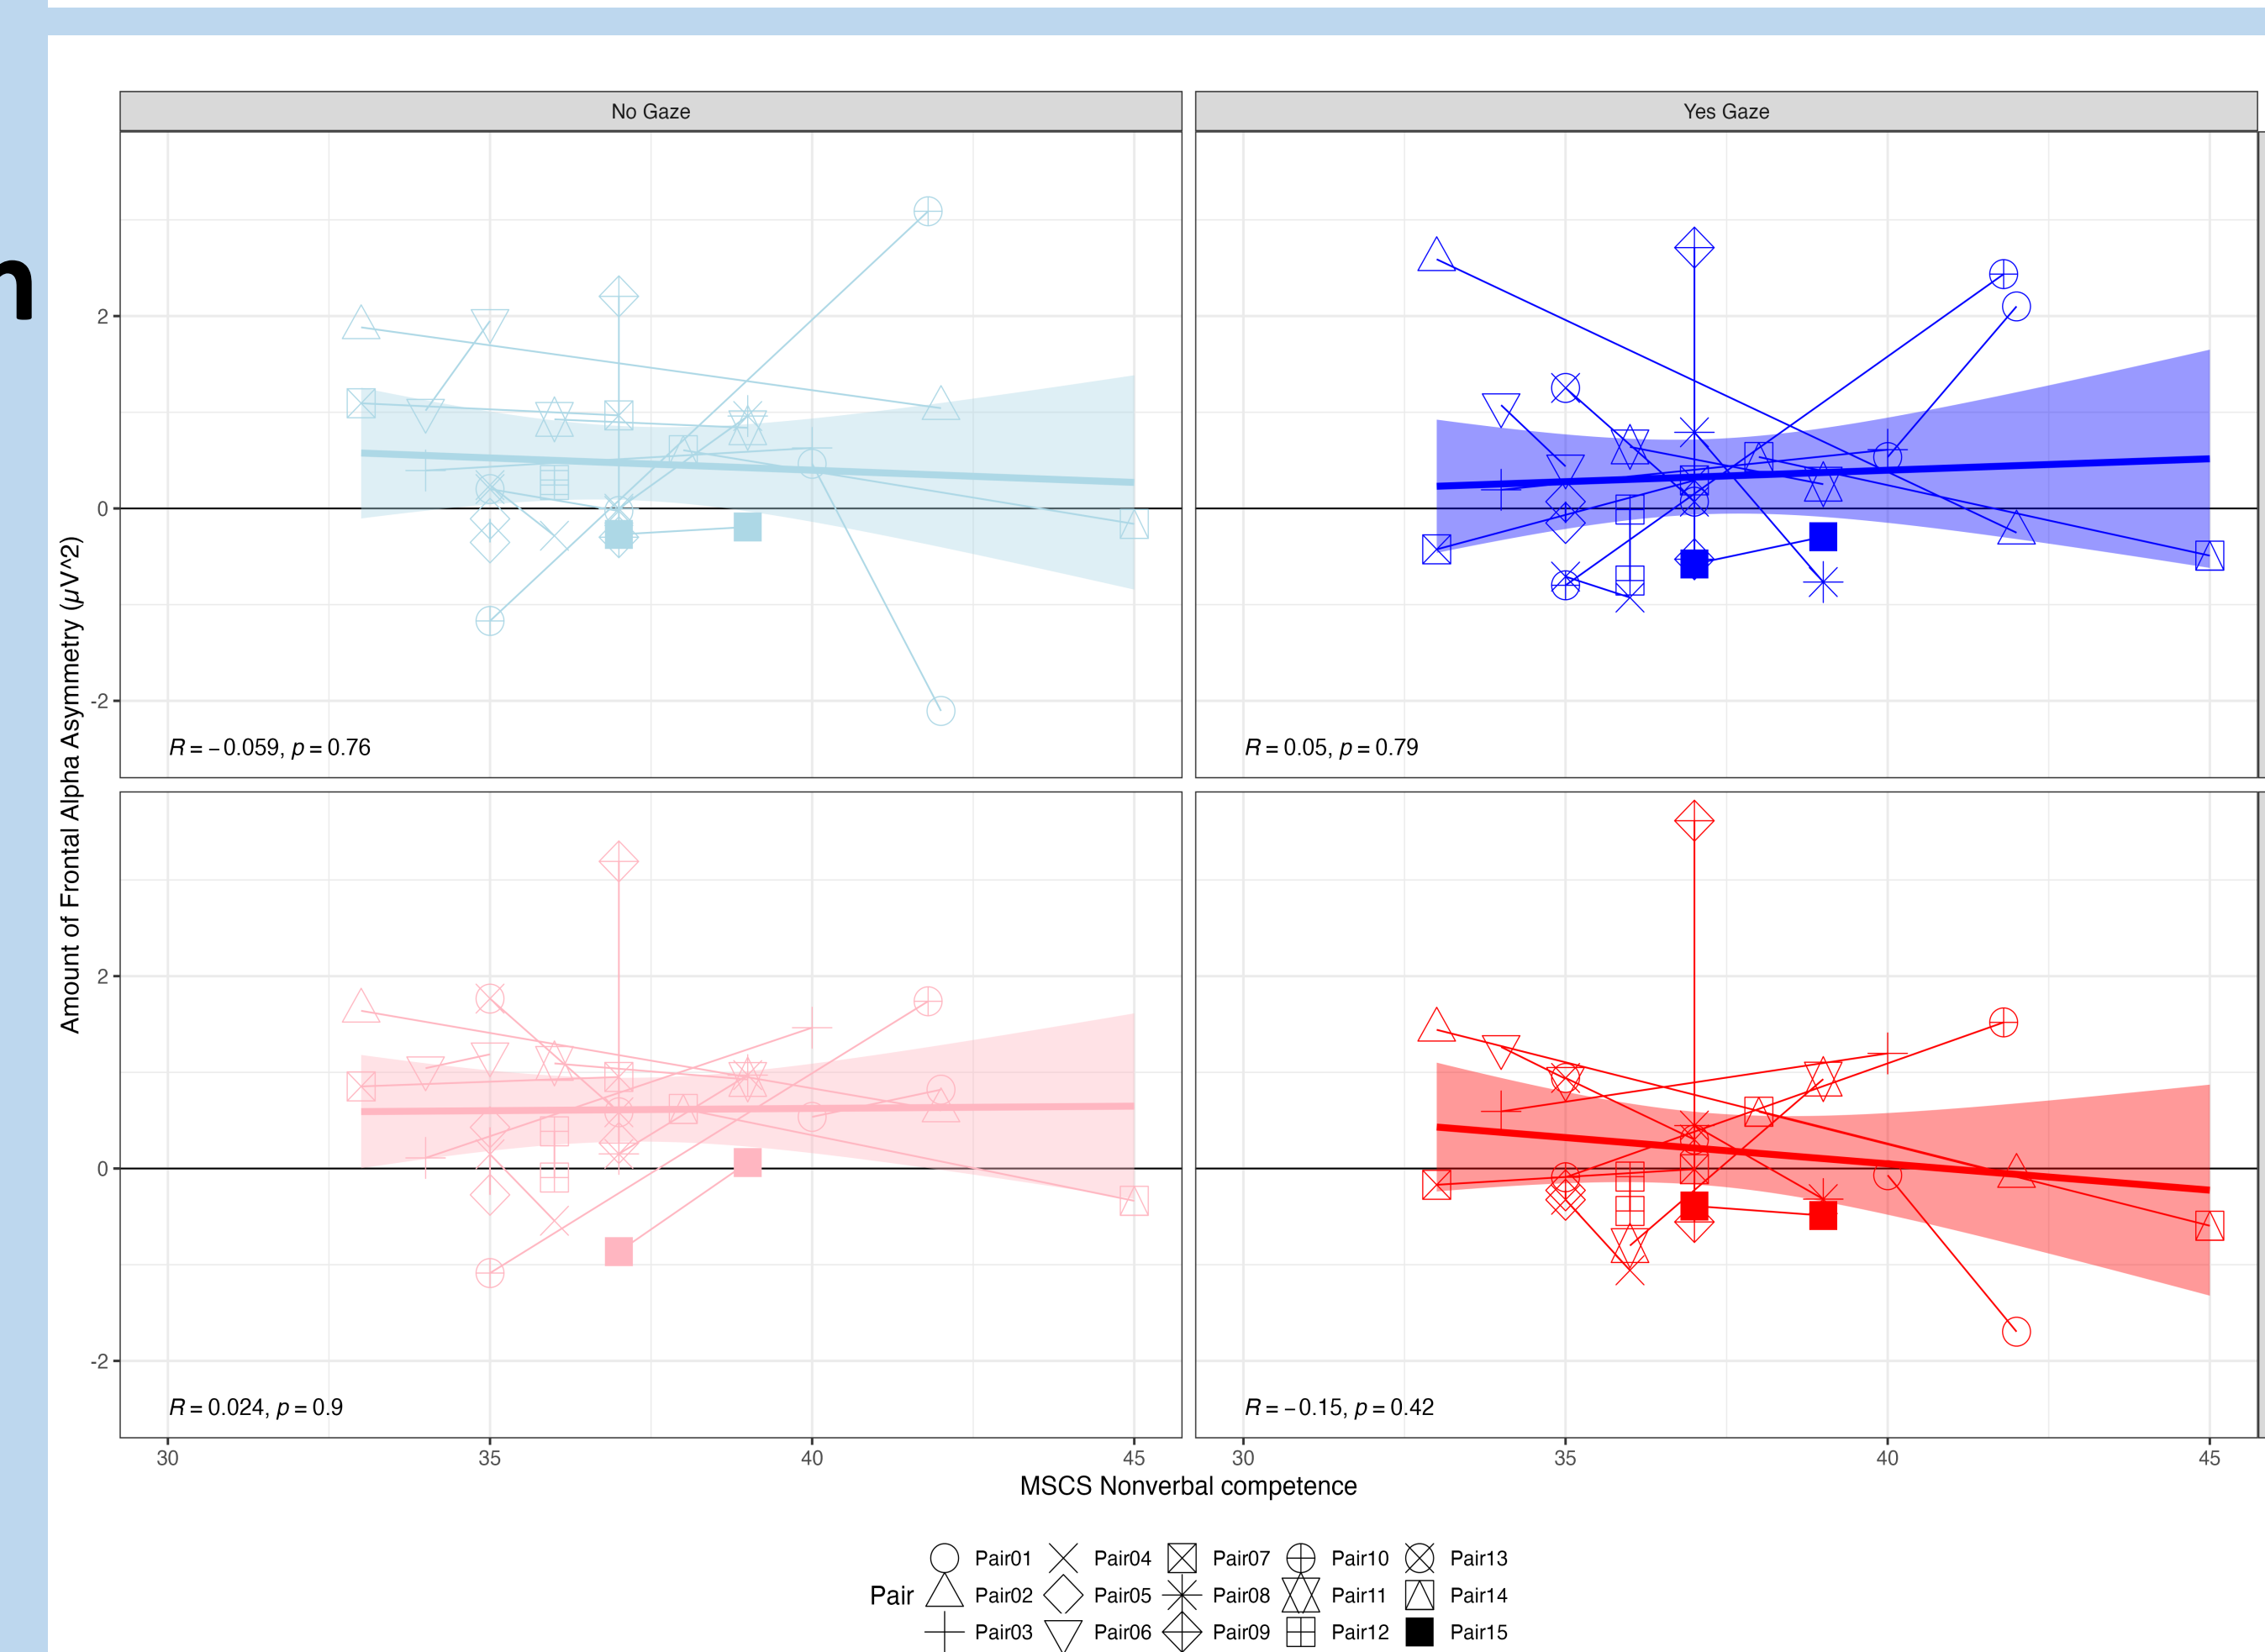 n
No Gaze
Yes Gaze
Amount of Frontal Alpha Asymmetry (μV^2)
2
0
-2
R = −0.059, p = 0.76
R = 0.05, p = 0.79
2
0
-2
R = 0.024, p = 0.9
R = −0.15, p = 0.42
30 35 40 45 30 35 40 45
MSCS Nonverbal competence
Pair01 Pair04 Pair07 Pair10 Pair13
Pair Pair02 Pair05 Pair08 Pair11 Pair14
Pair03 Pair06 Pair09 Pair12 Pair15